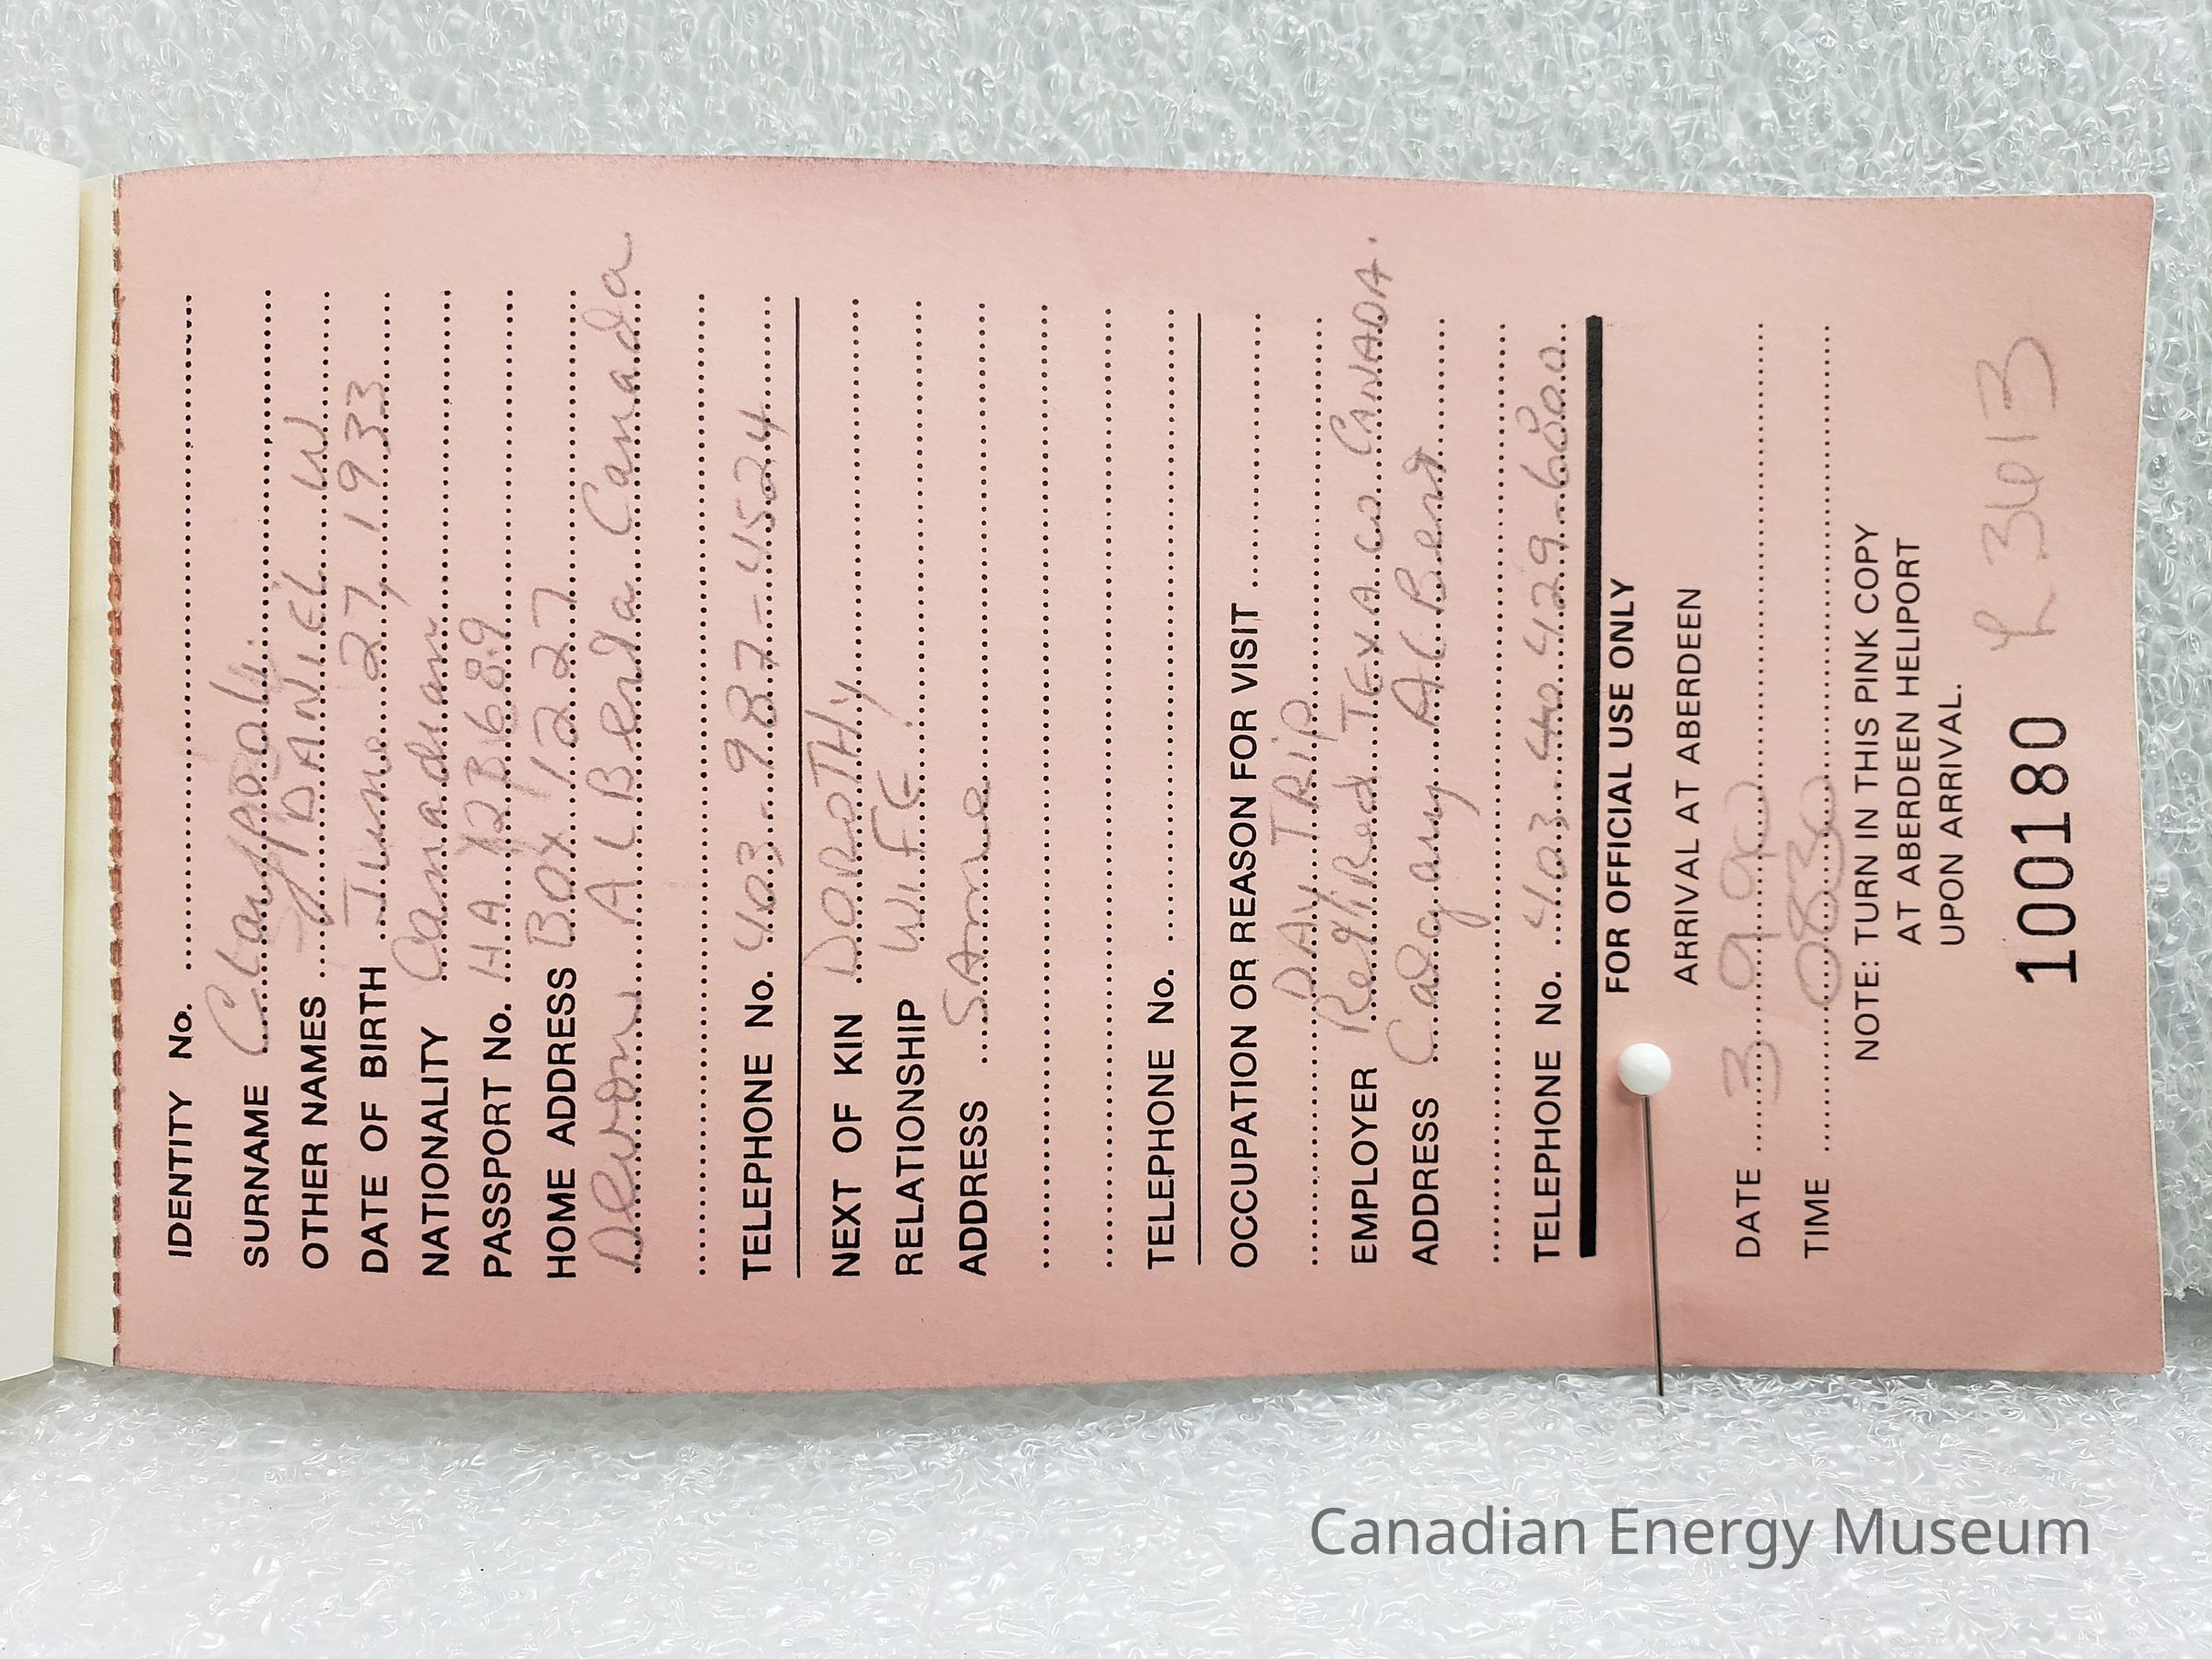 IDENTITY No. ........
SURNAME Claypool
OTHER NAMES DANIEL W
DATE OF BIRTH June 27, 1933
NATIONALITY Canadian
PASSPORT No. HA 12B689
HOME ADDRESS Box 1227
Devon ALBerta Canada
TELEPHONE No. 403-987-4524
NEXT OF KIN DOROTHY
RELATIONSHIP WIFE
ADDRESS SAme
TELEPHONE No. ........
OCCUPATION OR REASON FOR VISIT ........
DAY TRiP
EMPLOYER Retired TEXACO CANADA.
ADDRESS Calgary ALBert
TELEPHONE No. 403 429-6800
FOR OFFICIAL USE ONLY
ARRIVAL AT ABERDEEN
DATE 3 9 90
TIME 0830
NOTE: TURN IN THIS PINK COPY
AT ABERDEEN HELIPORT
UPON ARRIVAL.
100180
3613
Canadian Energy Museum